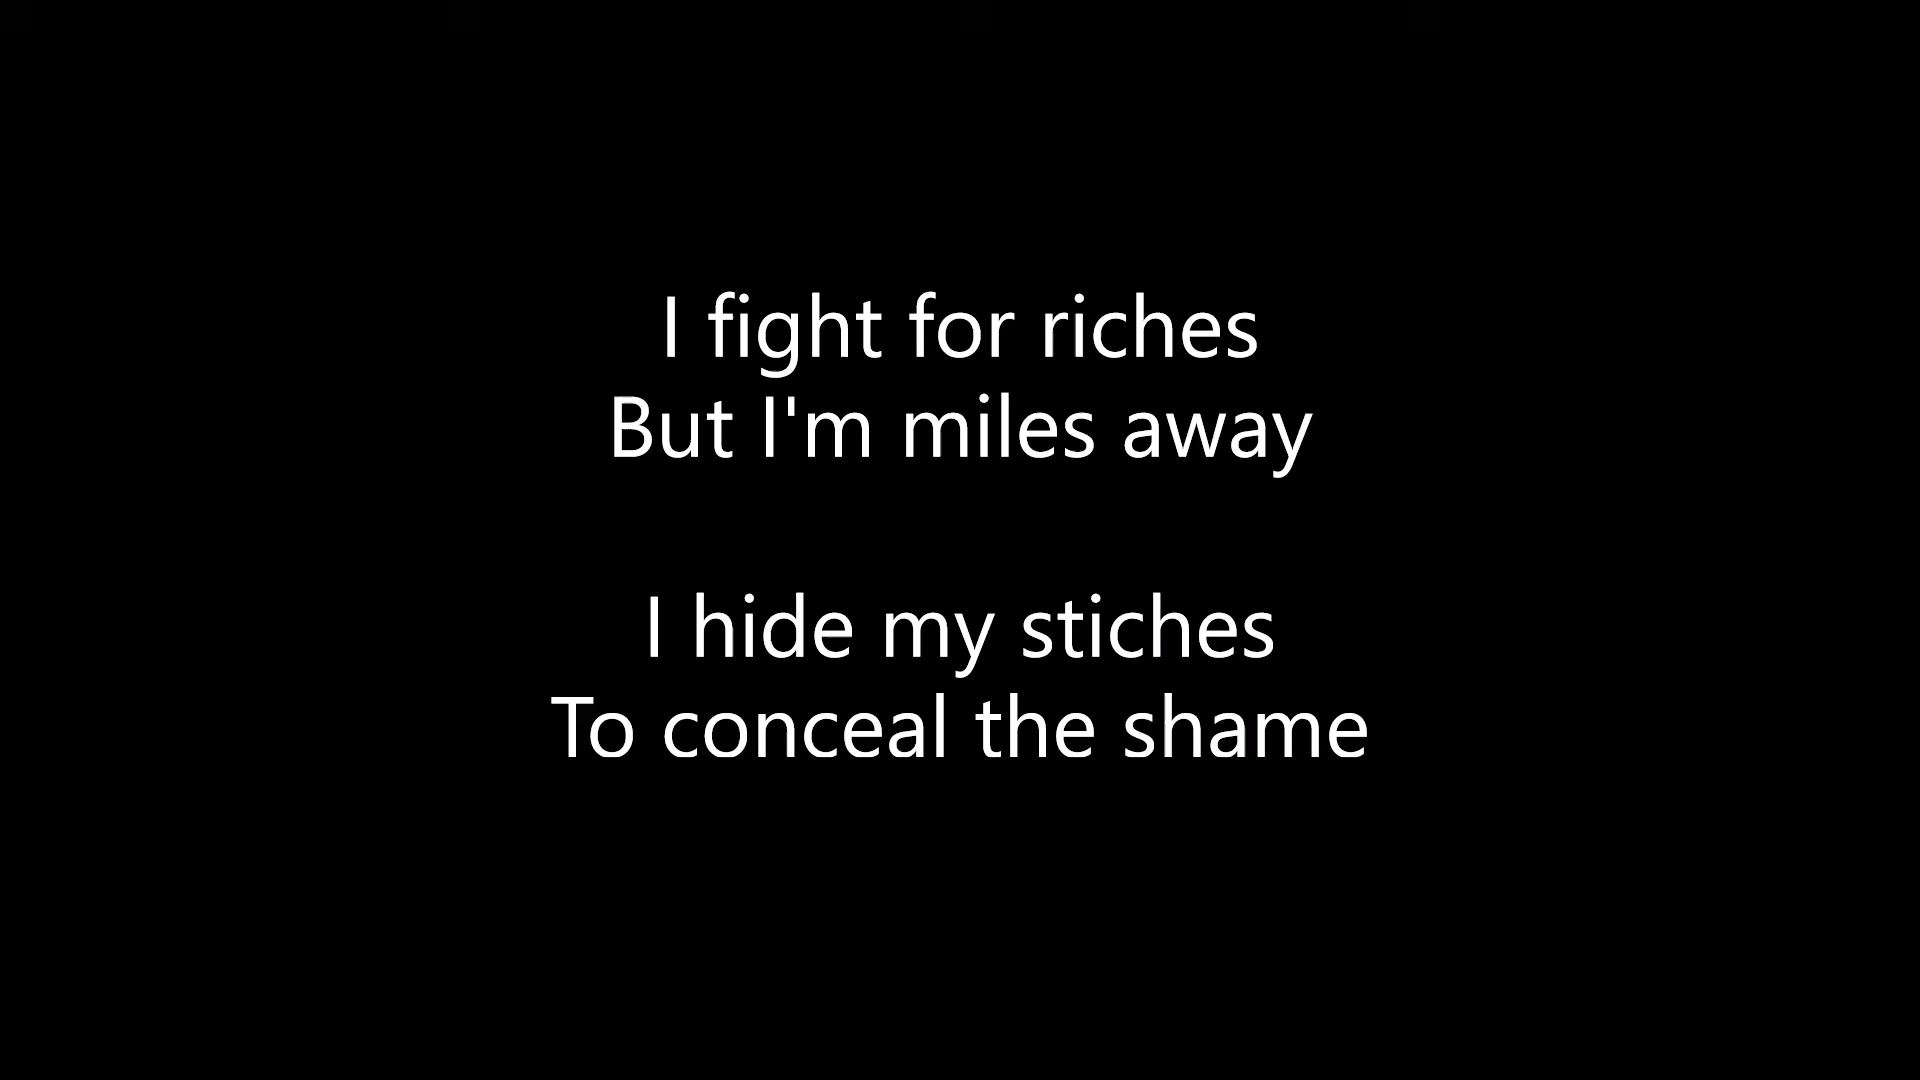 I fight for riches
But I'm miles away
I hide my stiches
To conceal the shame